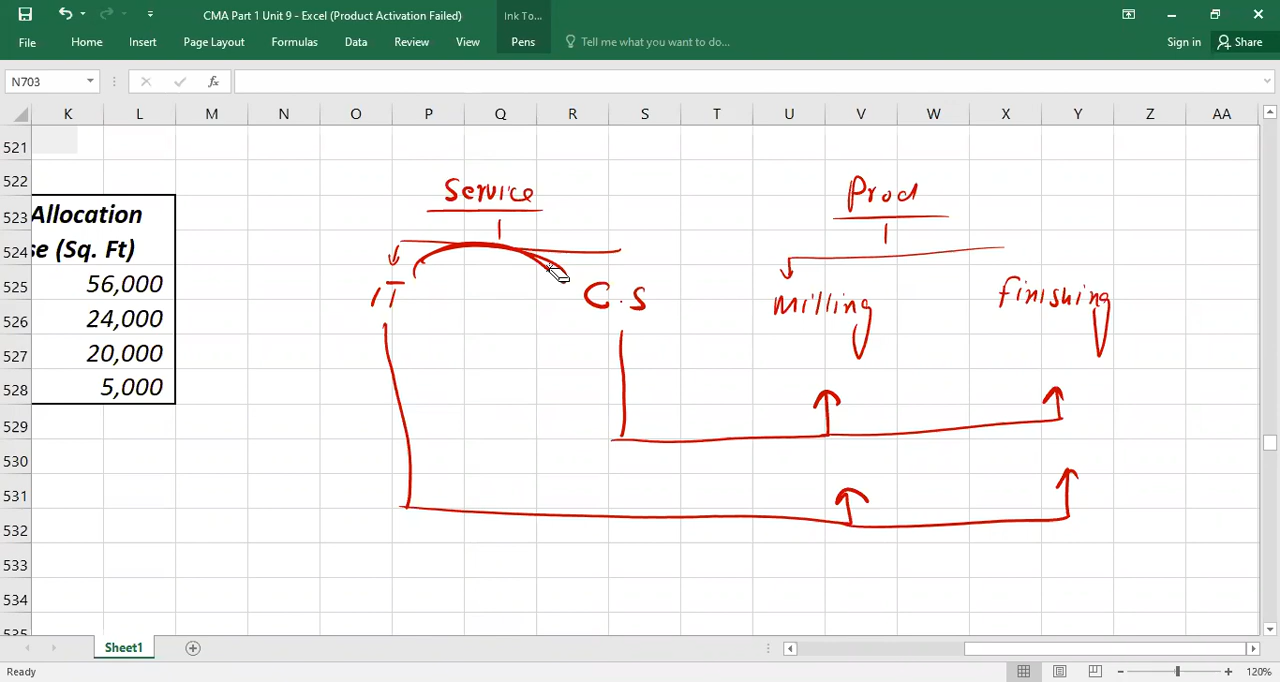 CMA Part 1 Unit 9 - Excel (Product Activation Failed)
Ink To...
File Home Insert Page Layout Formulas Data Review View Pens Tell me what you want to do... Sign in Share
N703 fx
K L M N O P Q R S T U V W X Y Z AA
521
522 Service Prod
523 Allocation
524 se (Sq. Ft)
525 56,000 IT C.S Milling finishing
526 24,000
527 20,000
528 5,000
529
530
531
532
533
534
535
Sheet1
Ready 120%